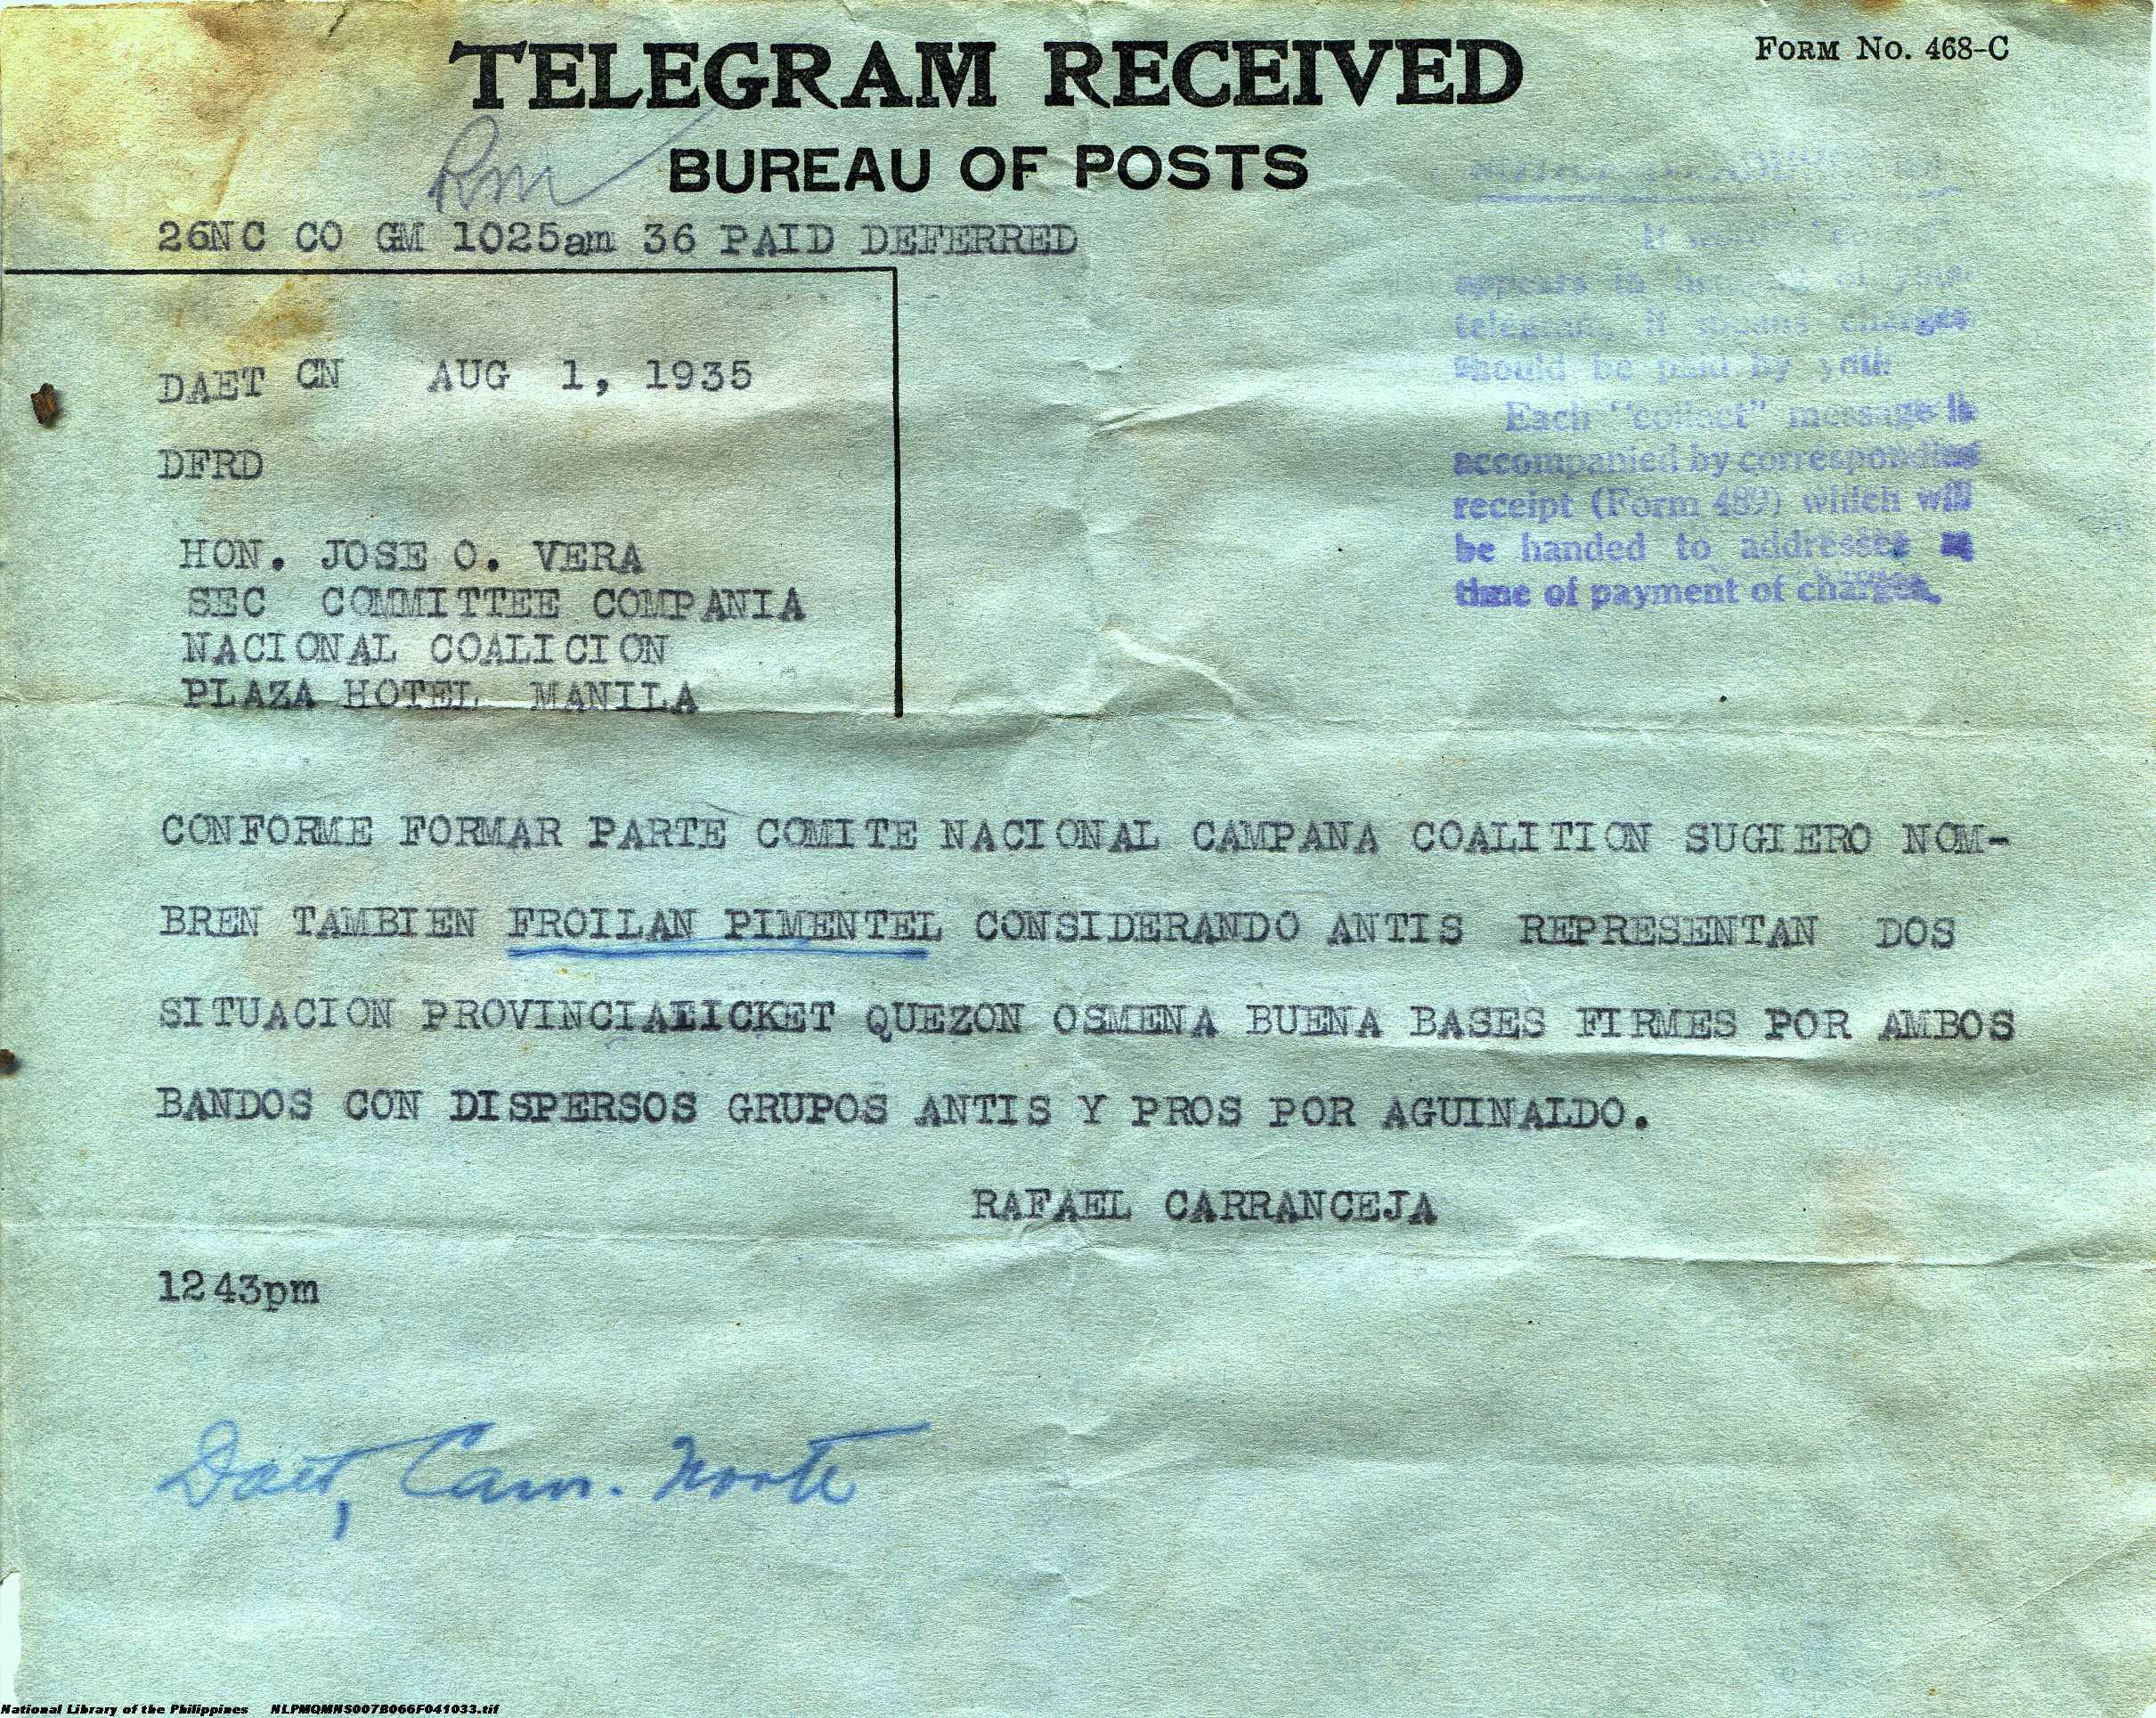 TELEGRAM RECEIVED
FORM No. 468-C
BUREAU OF POSTS
Rm
26NC CO GM 1025am 36 PAID DEFERRED
appears in of your
telegram, it means charges
should be paid by you.
Each "collect" message is
accompanied by corresponding
receipt (Form 489) which will
be handed to addressee at
time of payment of charges.
DAET CN AUG 1, 1935
DFRD
HON. JOSE O. VERA
SEC COMMITTEE COMPANIA
NACIONAL COALICION
PLAZA HOTEL MANILA
CONFORME FORMAR PARTE COMITE NACIONAL CAMPANA COALITION SUGIERO NOM-
BREN TAMBIEN FROILAN PIMENTEL CONSIDERANDO ANTIS REPRESENTAN DOS
SITUACION PROVINCIALICKET QUEZON OSMENA BUENA BASES FIRMES POR AMBOS
BANDOS CON DISPERSOS GRUPOS ANTIS Y PROS POR AGUINALDO.
RAFAEL CARRANCEJA
1243pm
Daet, Cam. Norte
National Library of the Philippines NLPMQMNS007B066F041033.tif